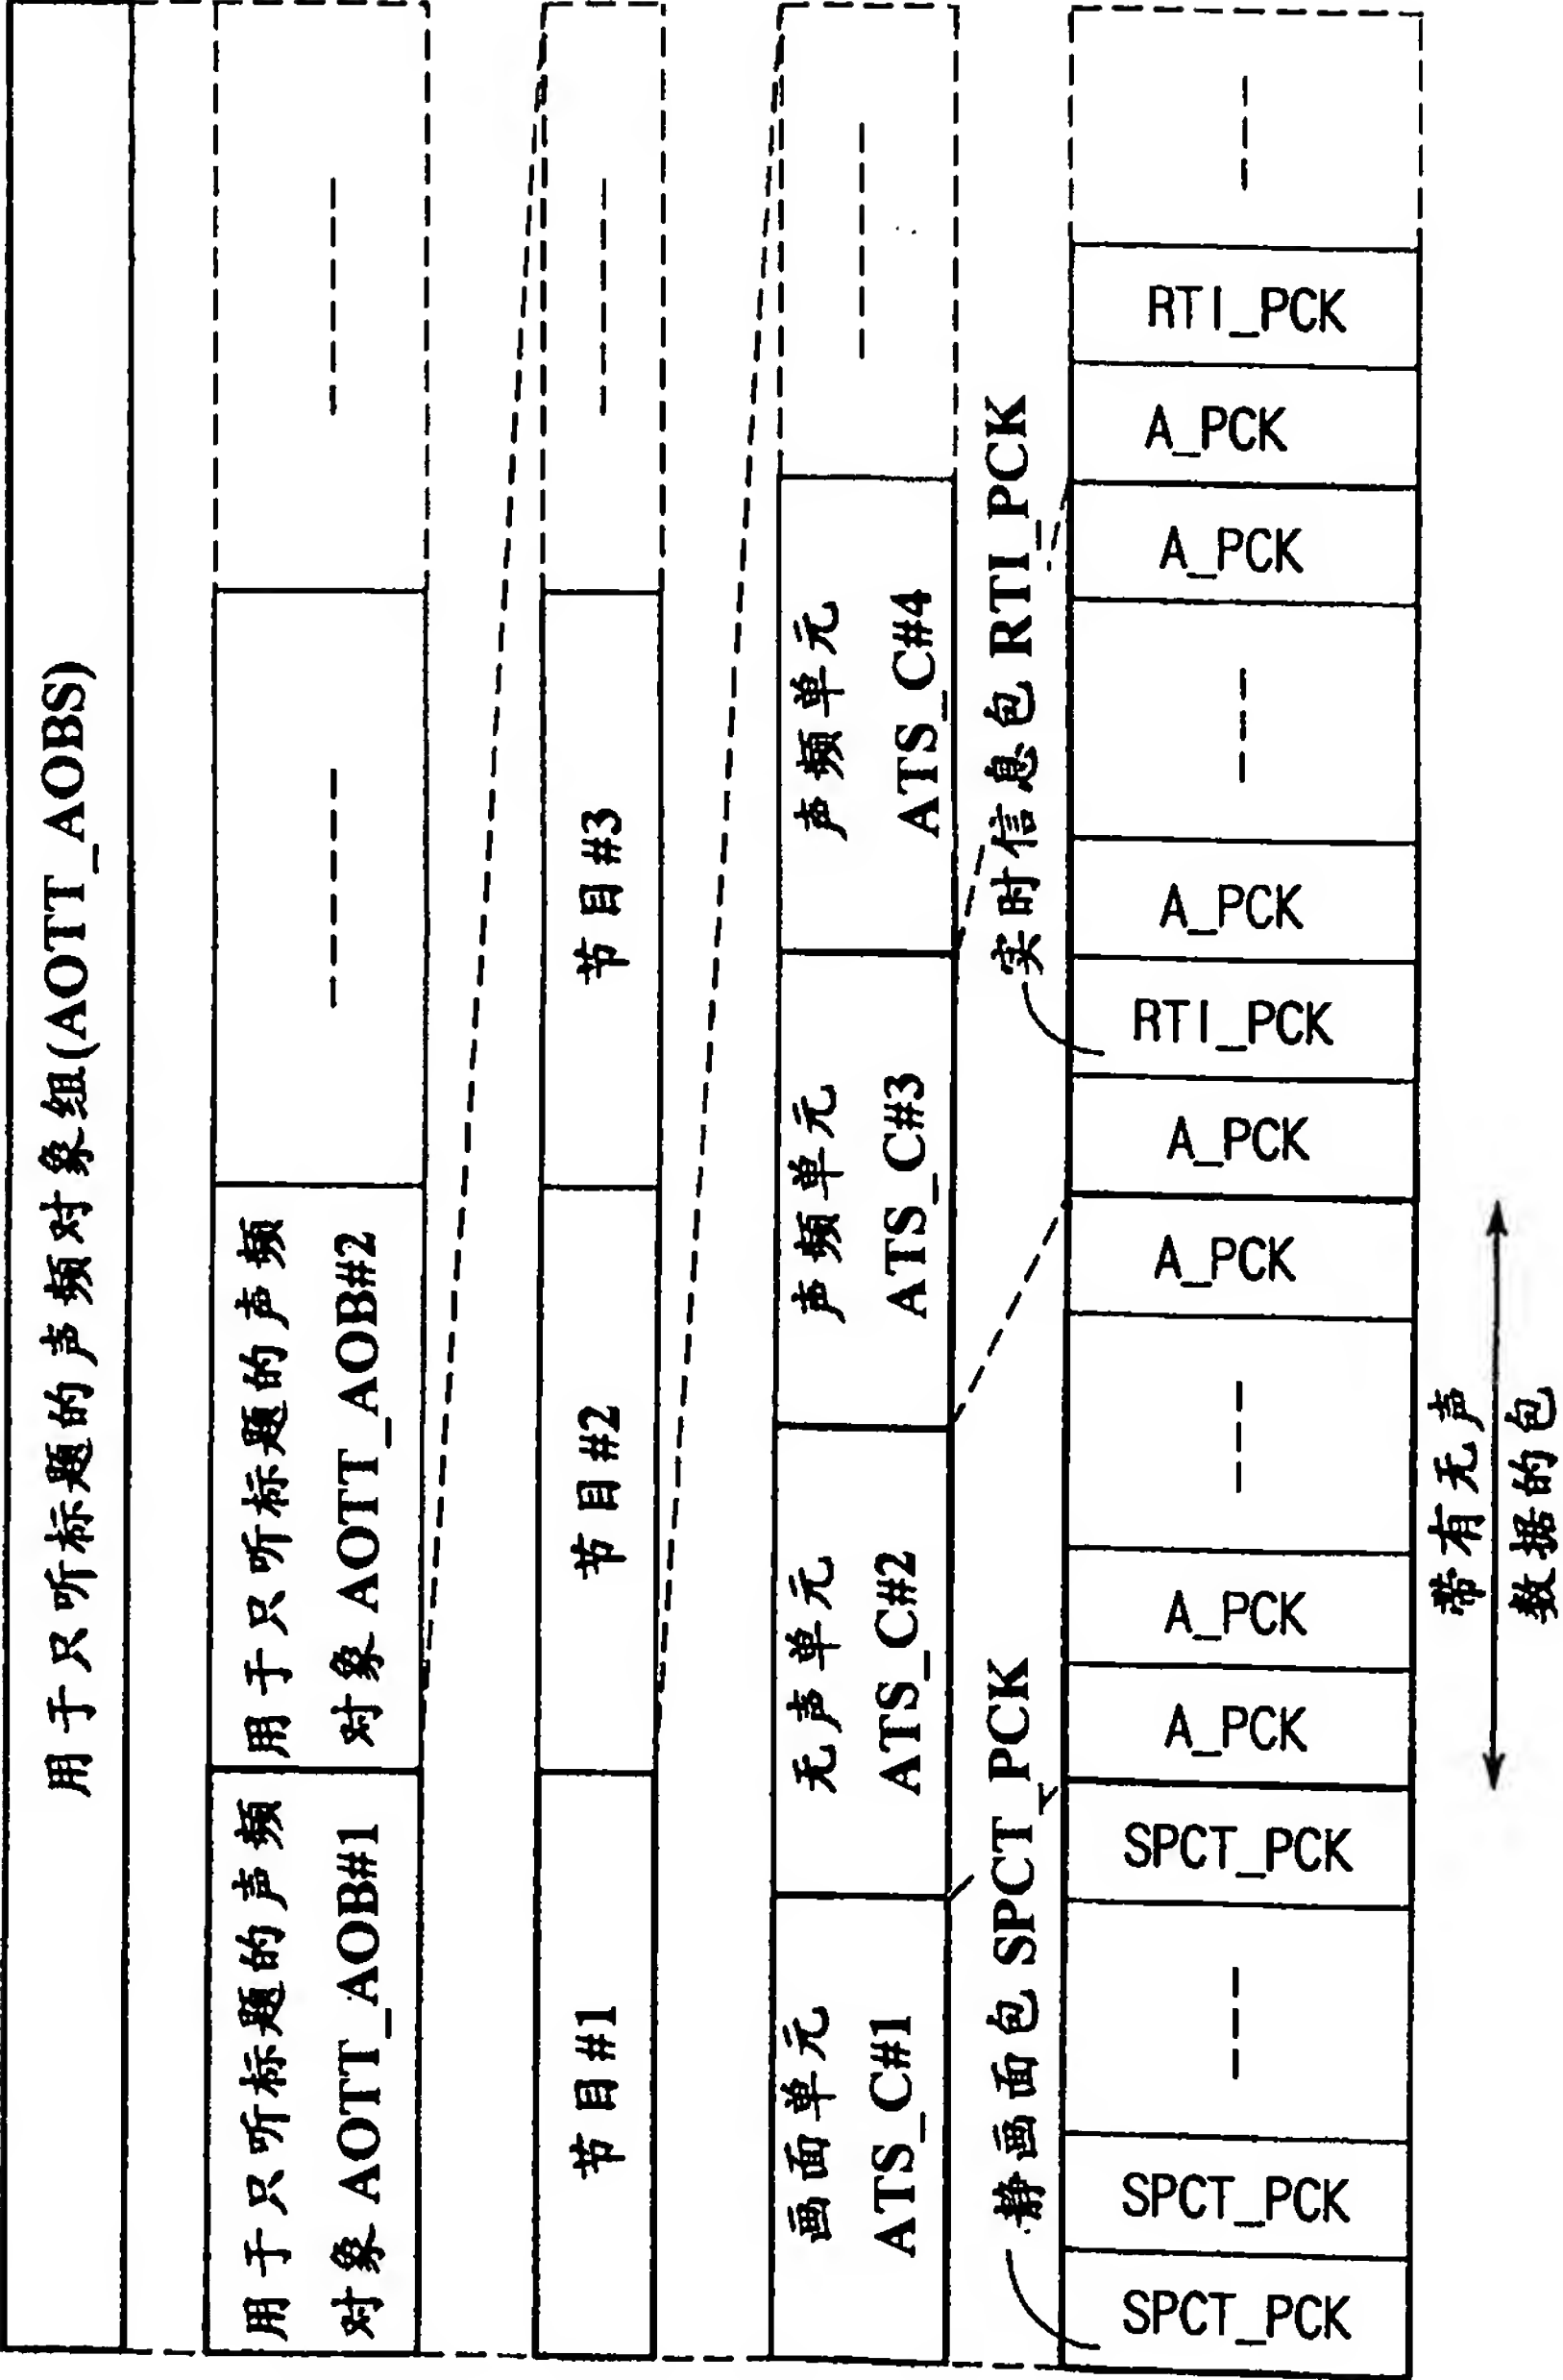 用于只听标题的声频对象组(AOTT_AOBS)
用于只听标题的声频
对象 AOTT_AOB#1
用于只听标题的声频
对象 AOTT_AOB#2
节目#1
节目#2
节目#3
画面单元
ATS_C#1
无声单元
ATS_C#2
声频单元
ATS_C#3
声频单元
ATS_C#4
静画面包 SPCT_PCK
实时信息包 RTI_PCK
SPCT_PCK
SPCT_PCK
SPCT_PCK
A_PCK
A_PCK
A_PCK
A_PCK
RTI_PCK
A_PCK
A_PCK
A_PCK
RTI_PCK
带有无声
数据的包